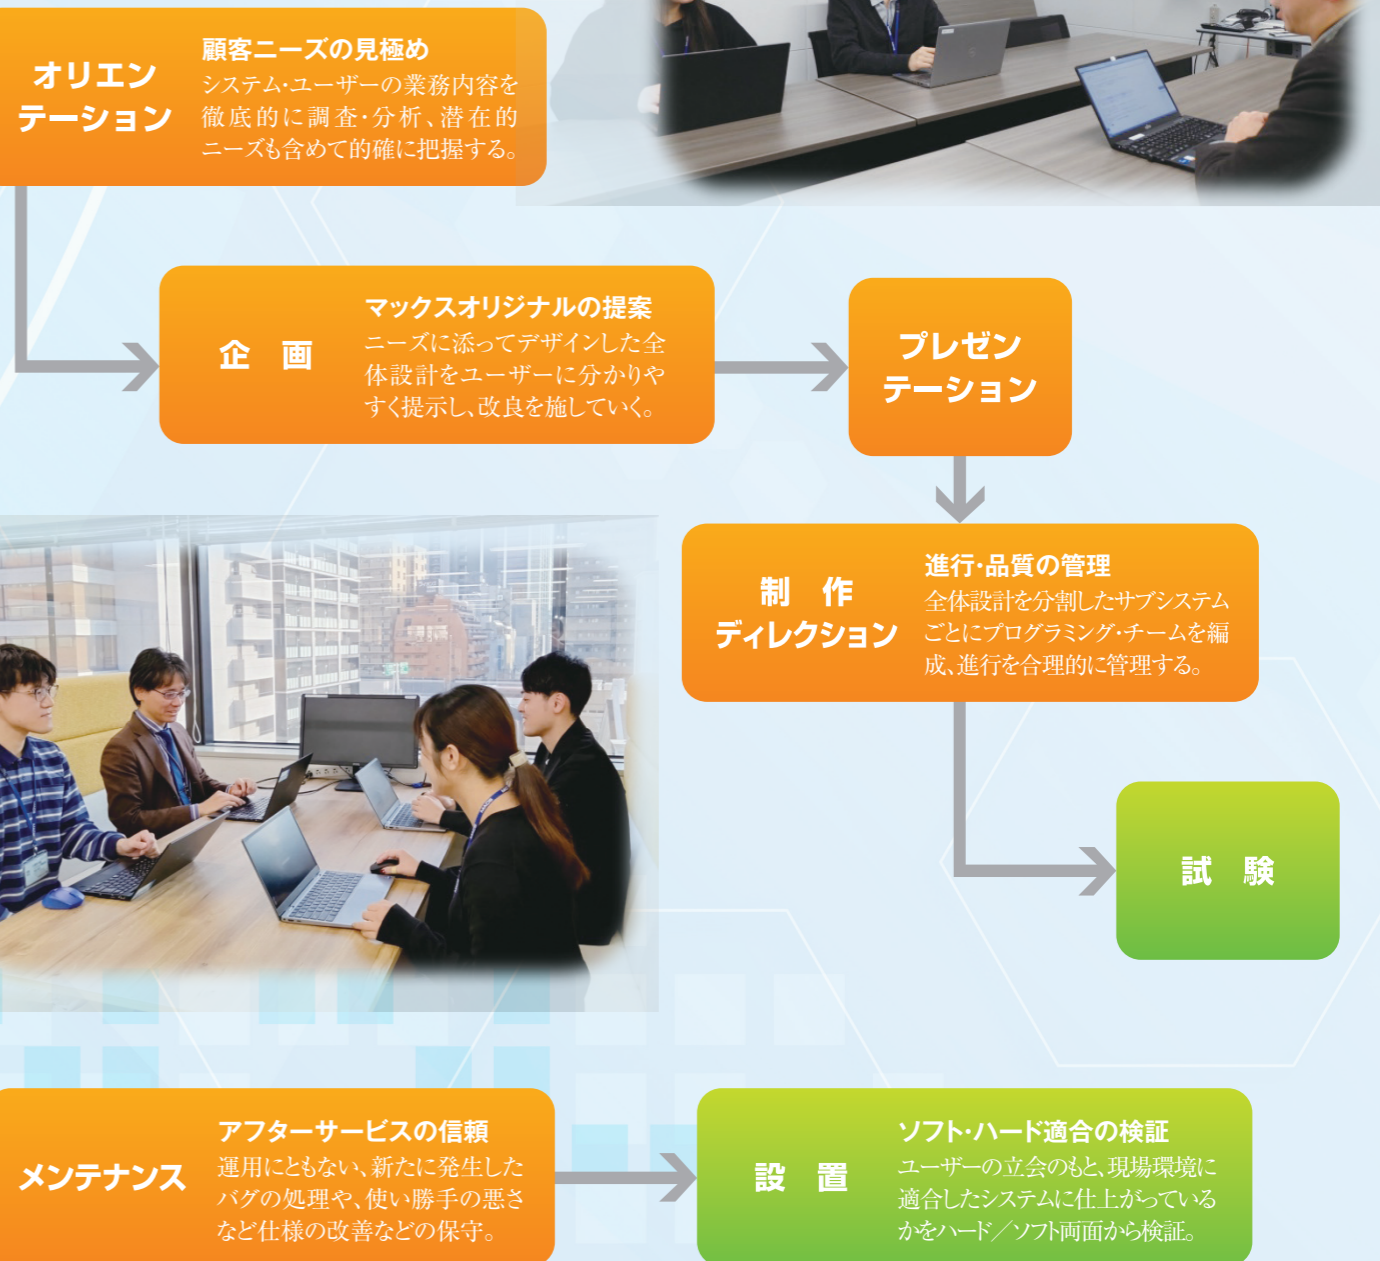 オリエン
テーション
顧客ニーズの見極め
システム・ユーザーの業務内容を
徹底的に調査・分析、潜在的
ニーズも含めて的確に把握する。
企　画
マックスオリジナルの提案
ニーズに添ってデザインした全
体設計をユーザーに分かりや
すく提示し、改良を施していく。
プレゼン
テーション
制　作
ディレクション
進行・品質の管理
全体設計を分割したサブシステム
ごとにプログラミング・チームを編
成、進行を合理的に管理する。
試　験
メンテナンス
アフターサービスの信頼
運用にともない、新たに発生した
バグの処理や、使い勝手の悪さ
など仕様の改善などの保守。
設　置
ソフト・ハード適合の検証
ユーザーの立会のもと、現場環境に
適合したシステムに仕上がっている
かをハード／ソフト両面から検証。